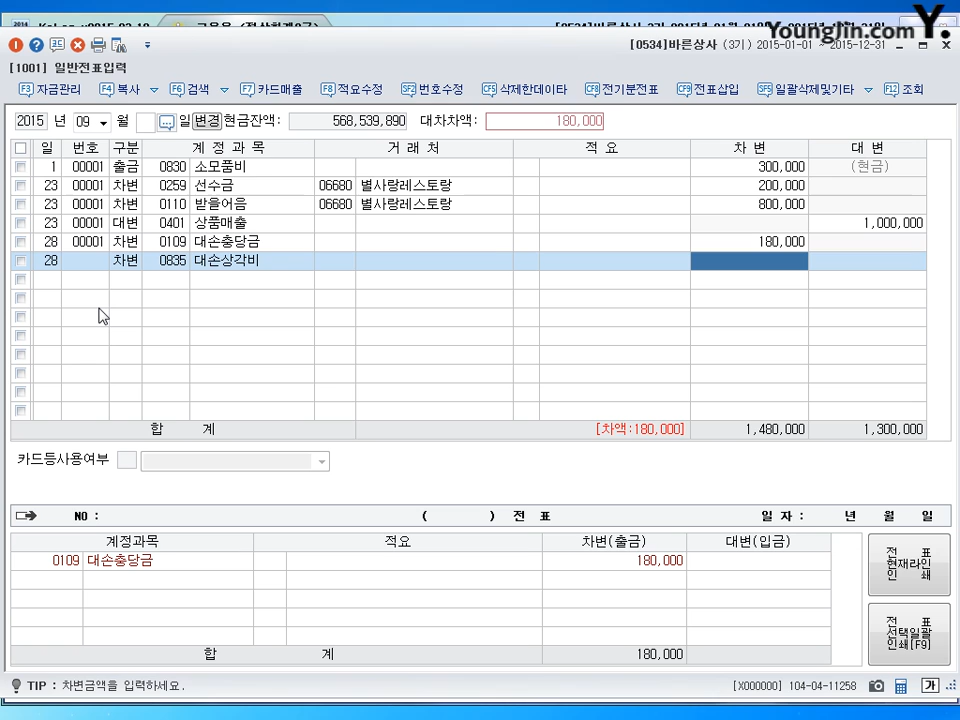 YoungJin.com Y.
[0534]바른상사 (3기) 2015-01-01 ~ 2015-12-31
[1001] 일반전표입력
F3 자금관리 F4 복사 F6 검색 F7 카드매출 F8 적요수정 SF2 번호수정 CF5 삭제한데이타 CF8 전기분전표 CF9 전표삽입 SF5 일괄삭제및기타 F12 조회
2015 년 09 월 일 변경 현금잔액: 568,539,890 대차차액: 180,000
일 번호 구분 계정과목 거래처 적요 차변 대변
1 00001 출금 0830 소모품비 300,000 (현금)
23 00001 차변 0259 선수금 06680 별사랑레스토랑 200,000
23 00001 차변 0110 받을어음 06680 별사랑레스토랑 800,000
23 00001 대변 0401 상품매출 1,000,000
28 00001 차변 0109 대손충당금 180,000
28 차변 0835 대손상각비
합 계 [차액:180,000] 1,480,000 1,300,000
카드등사용여부
NO : ( ) 전 표 일 자 : 년 월 일
계정과목 적요 차변(출금) 대변(입금)
0109 대손충당금 180,000
합 계 180,000
전 표
현재라인
인 쇄
전 표
선택일괄
인쇄[F9]
TIP : 차변금액을 입력하세요. [X000000] 104-04-11258 가